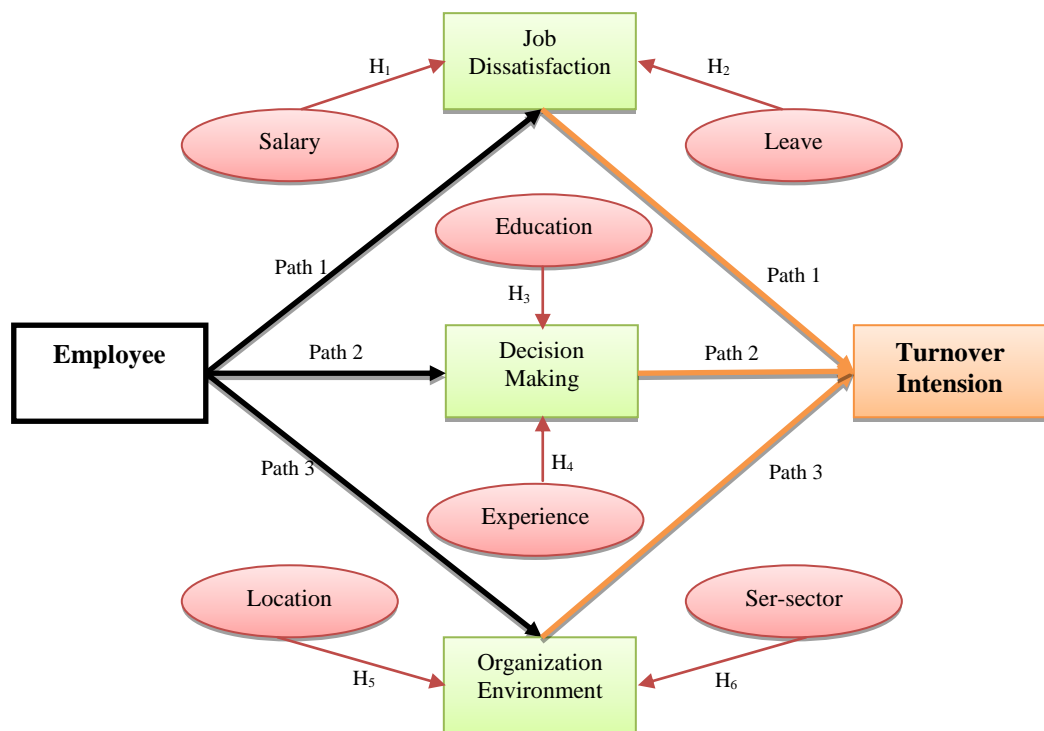 Job
Dissatisfaction
H₁
H₂
Salary
Leave
Education
Path 1
Path 1
H₃
Employee
Path 2
Decision
Making
Path 2
Turnover
Intension
Path 3
H₄
Path 3
Experience
Location
Ser-sector
Organization
Environment
H₅
H₆